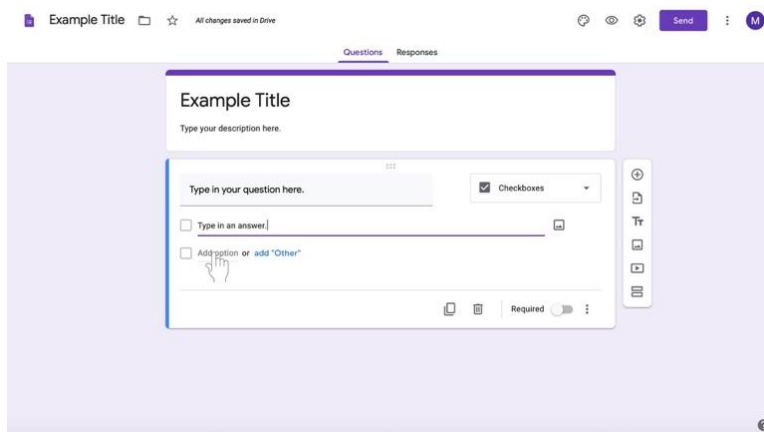 Example Title
All changes saved in Drive
Send
M
Questions
Responses
Example Title
Type your description here.
Type in your question here.
Checkboxes
Type in an answer.
Add option or add "Other"
Tr
Required